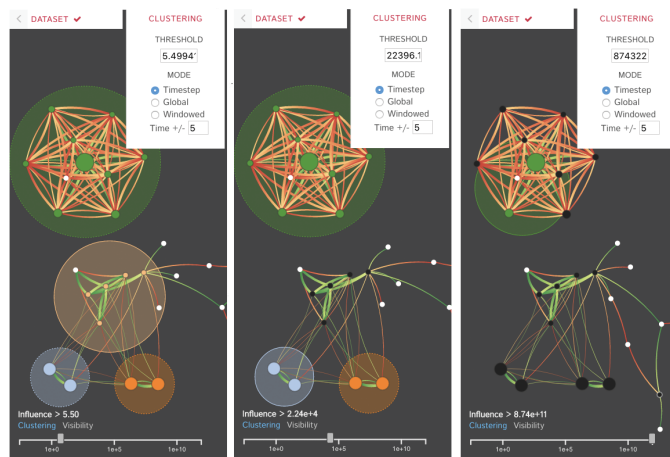 DATASET ✔
CLUSTERING
THRESHOLD
5.4994
MODE
Timestep
Global
Windowed
Time +/- 5
Influence > 5.50
Clustering Visibility
1e+0 1e+5 1e+10
DATASET ✔
CLUSTERING
THRESHOLD
22396.1
MODE
Timestep
Global
Windowed
Time +/- 5
Influence > 2.24e+4
Clustering Visibility
1e+0 1e+5 1e+10
DATASET ✔
CLUSTERING
THRESHOLD
874322
MODE
Timestep
Global
Windowed
Time +/- 5
Influence > 8.74e+11
Clustering Visibility
1e+0 1e+5 1e+10